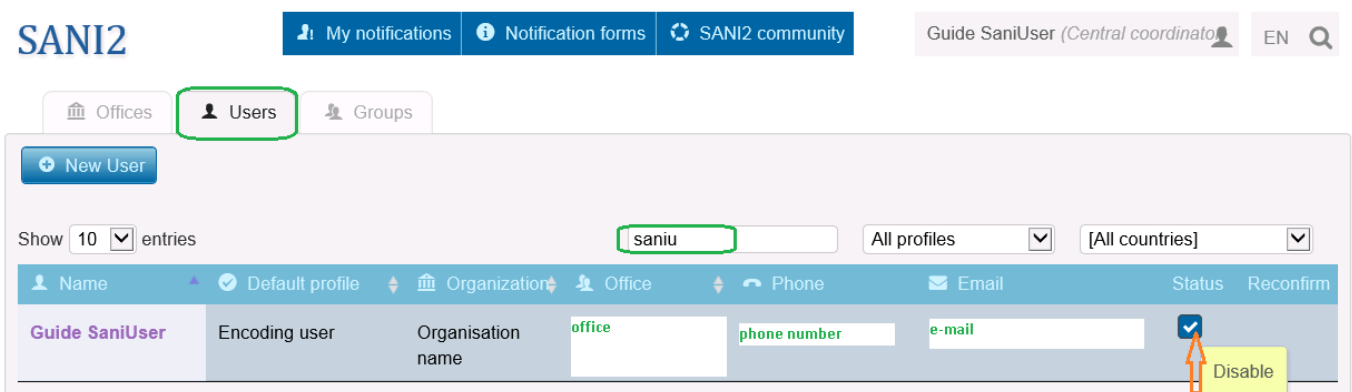 SANI2
My notifications
Notification forms
SANI2 community
Guide SaniUser (Central coordinator
EN
Offices
Users
Groups
New User
Show 10 entries
saniu
All profiles
[All countries]
Name
Default profile
Organization
Office
Phone
Email
Status
Reconfirm
Guide SaniUser
Encoding user
Organisation
name
office
phone number
e-mail
Disable